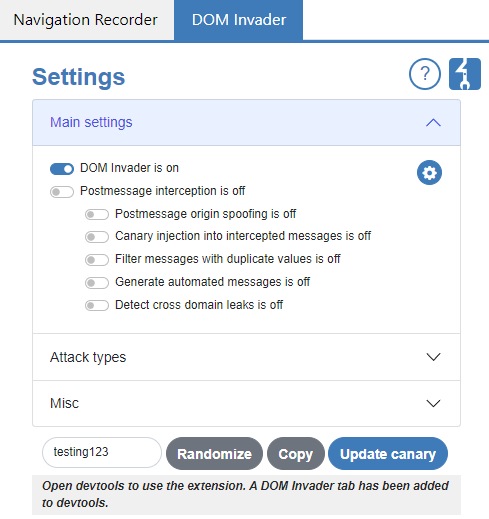 Navigation Recorder
DOM Invader
Settings
?
Main settings
DOM Invader is on
Postmessage interception is off
Postmessage origin spoofing is off
Canary injection into intercepted messages is off
Filter messages with duplicate values is off
Generate automated messages is off
Detect cross domain leaks is off
Attack types
Misc
testing123
Randomize
Copy
Update canary
Open devtools to use the extension. A DOM Invader tab has been added
to devtools.